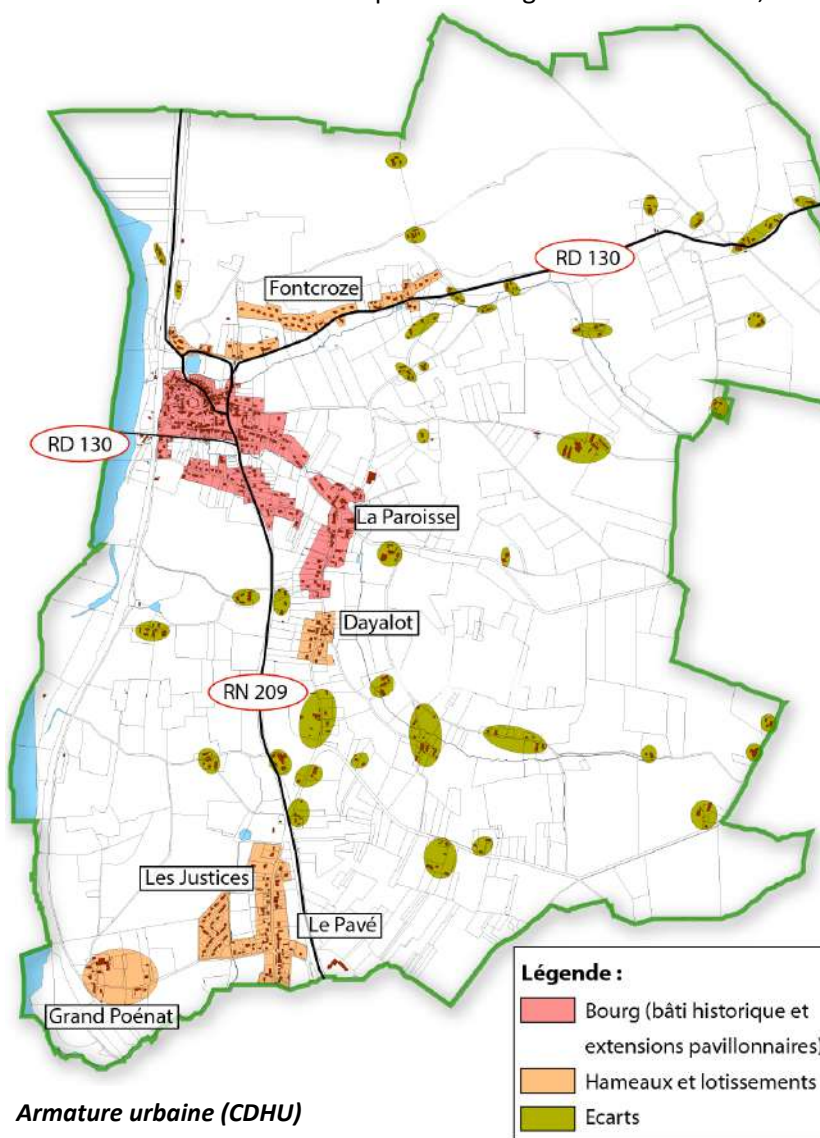 Fontcroze
RD 130
RD 130
La Paroisse
Dayalot
RN 209
Les Justices
Le Pavé
Grand Poénat
Légende :
Bourg (bâti historique et
extensions pavillonnaires)
Hameaux et lotissements
Ecarts
Armature urbaine (CDHU)